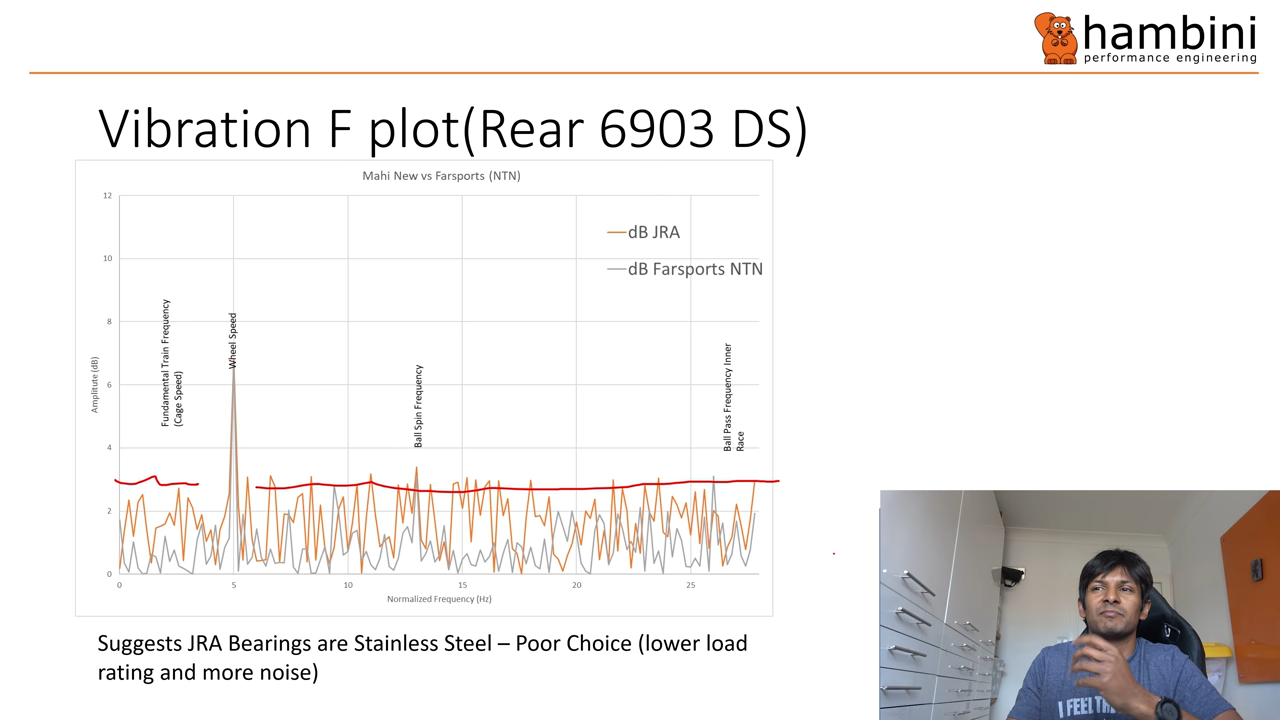 hambini
performance engineering
Vibration F plot(Rear 6903 DS)
Mahi New vs Farsports (NTN)
12
10
8
6
4
2
0
Amplitute (dB)
dB JRA
dB Farsports NTN
Fundamental Train Frequency
(Cage Speed)
Wheel Speed
Ball Spin Frequency
Ball Pass Frequency Inner
Race
0 5 10 15 20 25
Normalized Frequency (Hz)
Suggests JRA Bearings are Stainless Steel – Poor Choice (lower load
rating and more noise)
I FEEL